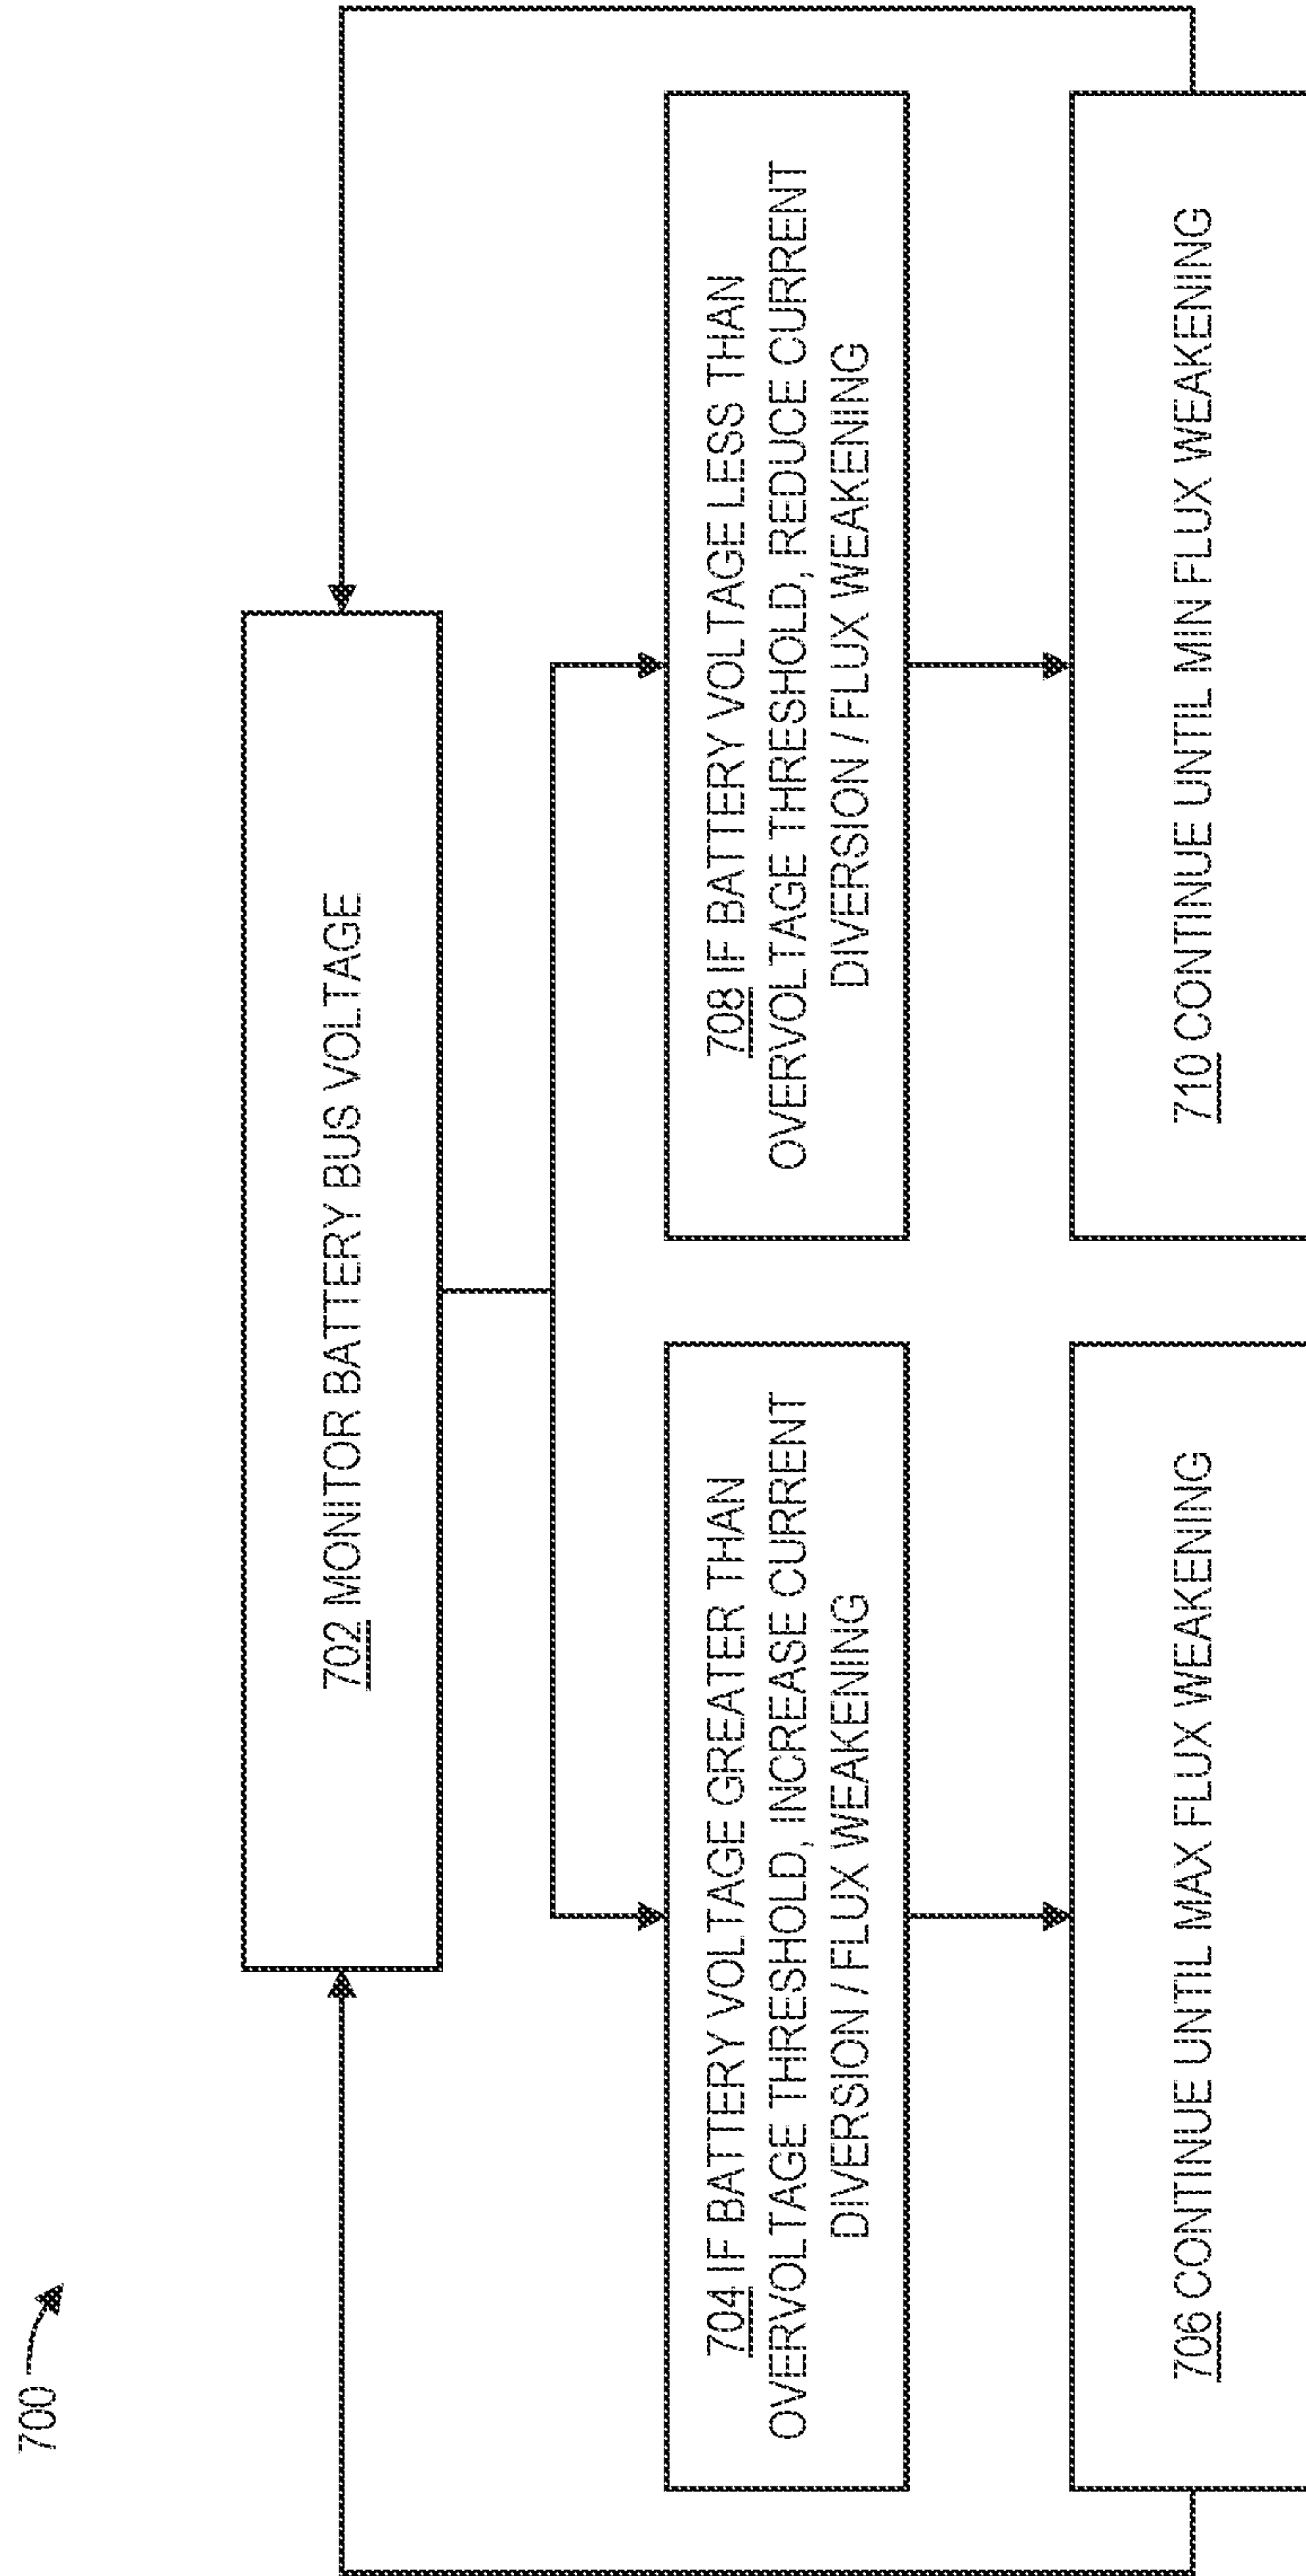 700
702 MONITOR BATTERY BUS VOLTAGE
704 IF BATTERY VOLTAGE GREATER THAN
OVERVOLTAGE THRESHOLD, INCREASE CURRENT
DIVERSION / FLUX WEAKENING
708 IF BATTERY VOLTAGE LESS THAN
OVERVOLTAGE THRESHOLD, REDUCE CURRENT
DIVERSION / FLUX WEAKENING
706 CONTINUE UNTIL MAX FLUX WEAKENING
710 CONTINUE UNTIL MIN FLUX WEAKENING